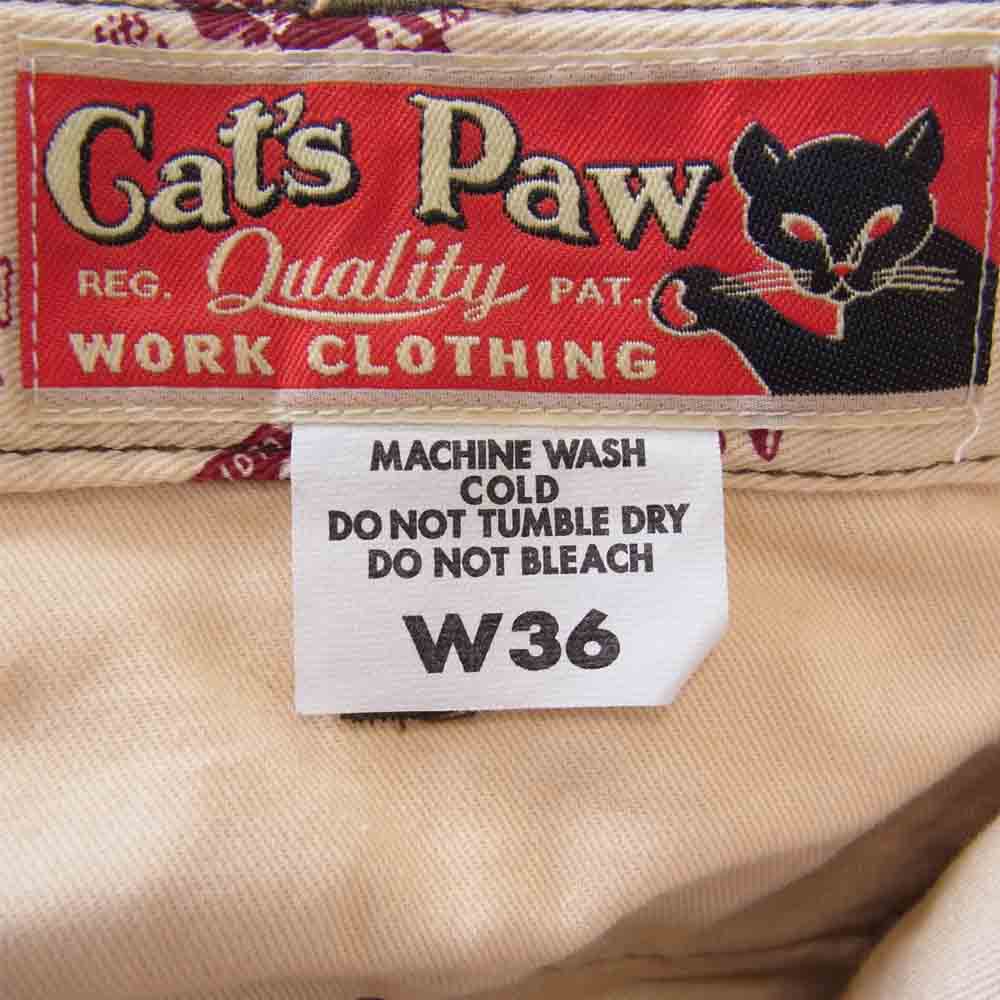 Cat's Paw
REG. Quality PAT.
WORK CLOTHING
MACHINE WASH
COLD
DO NOT TUMBLE DRY
DO NOT BLEACH
W36